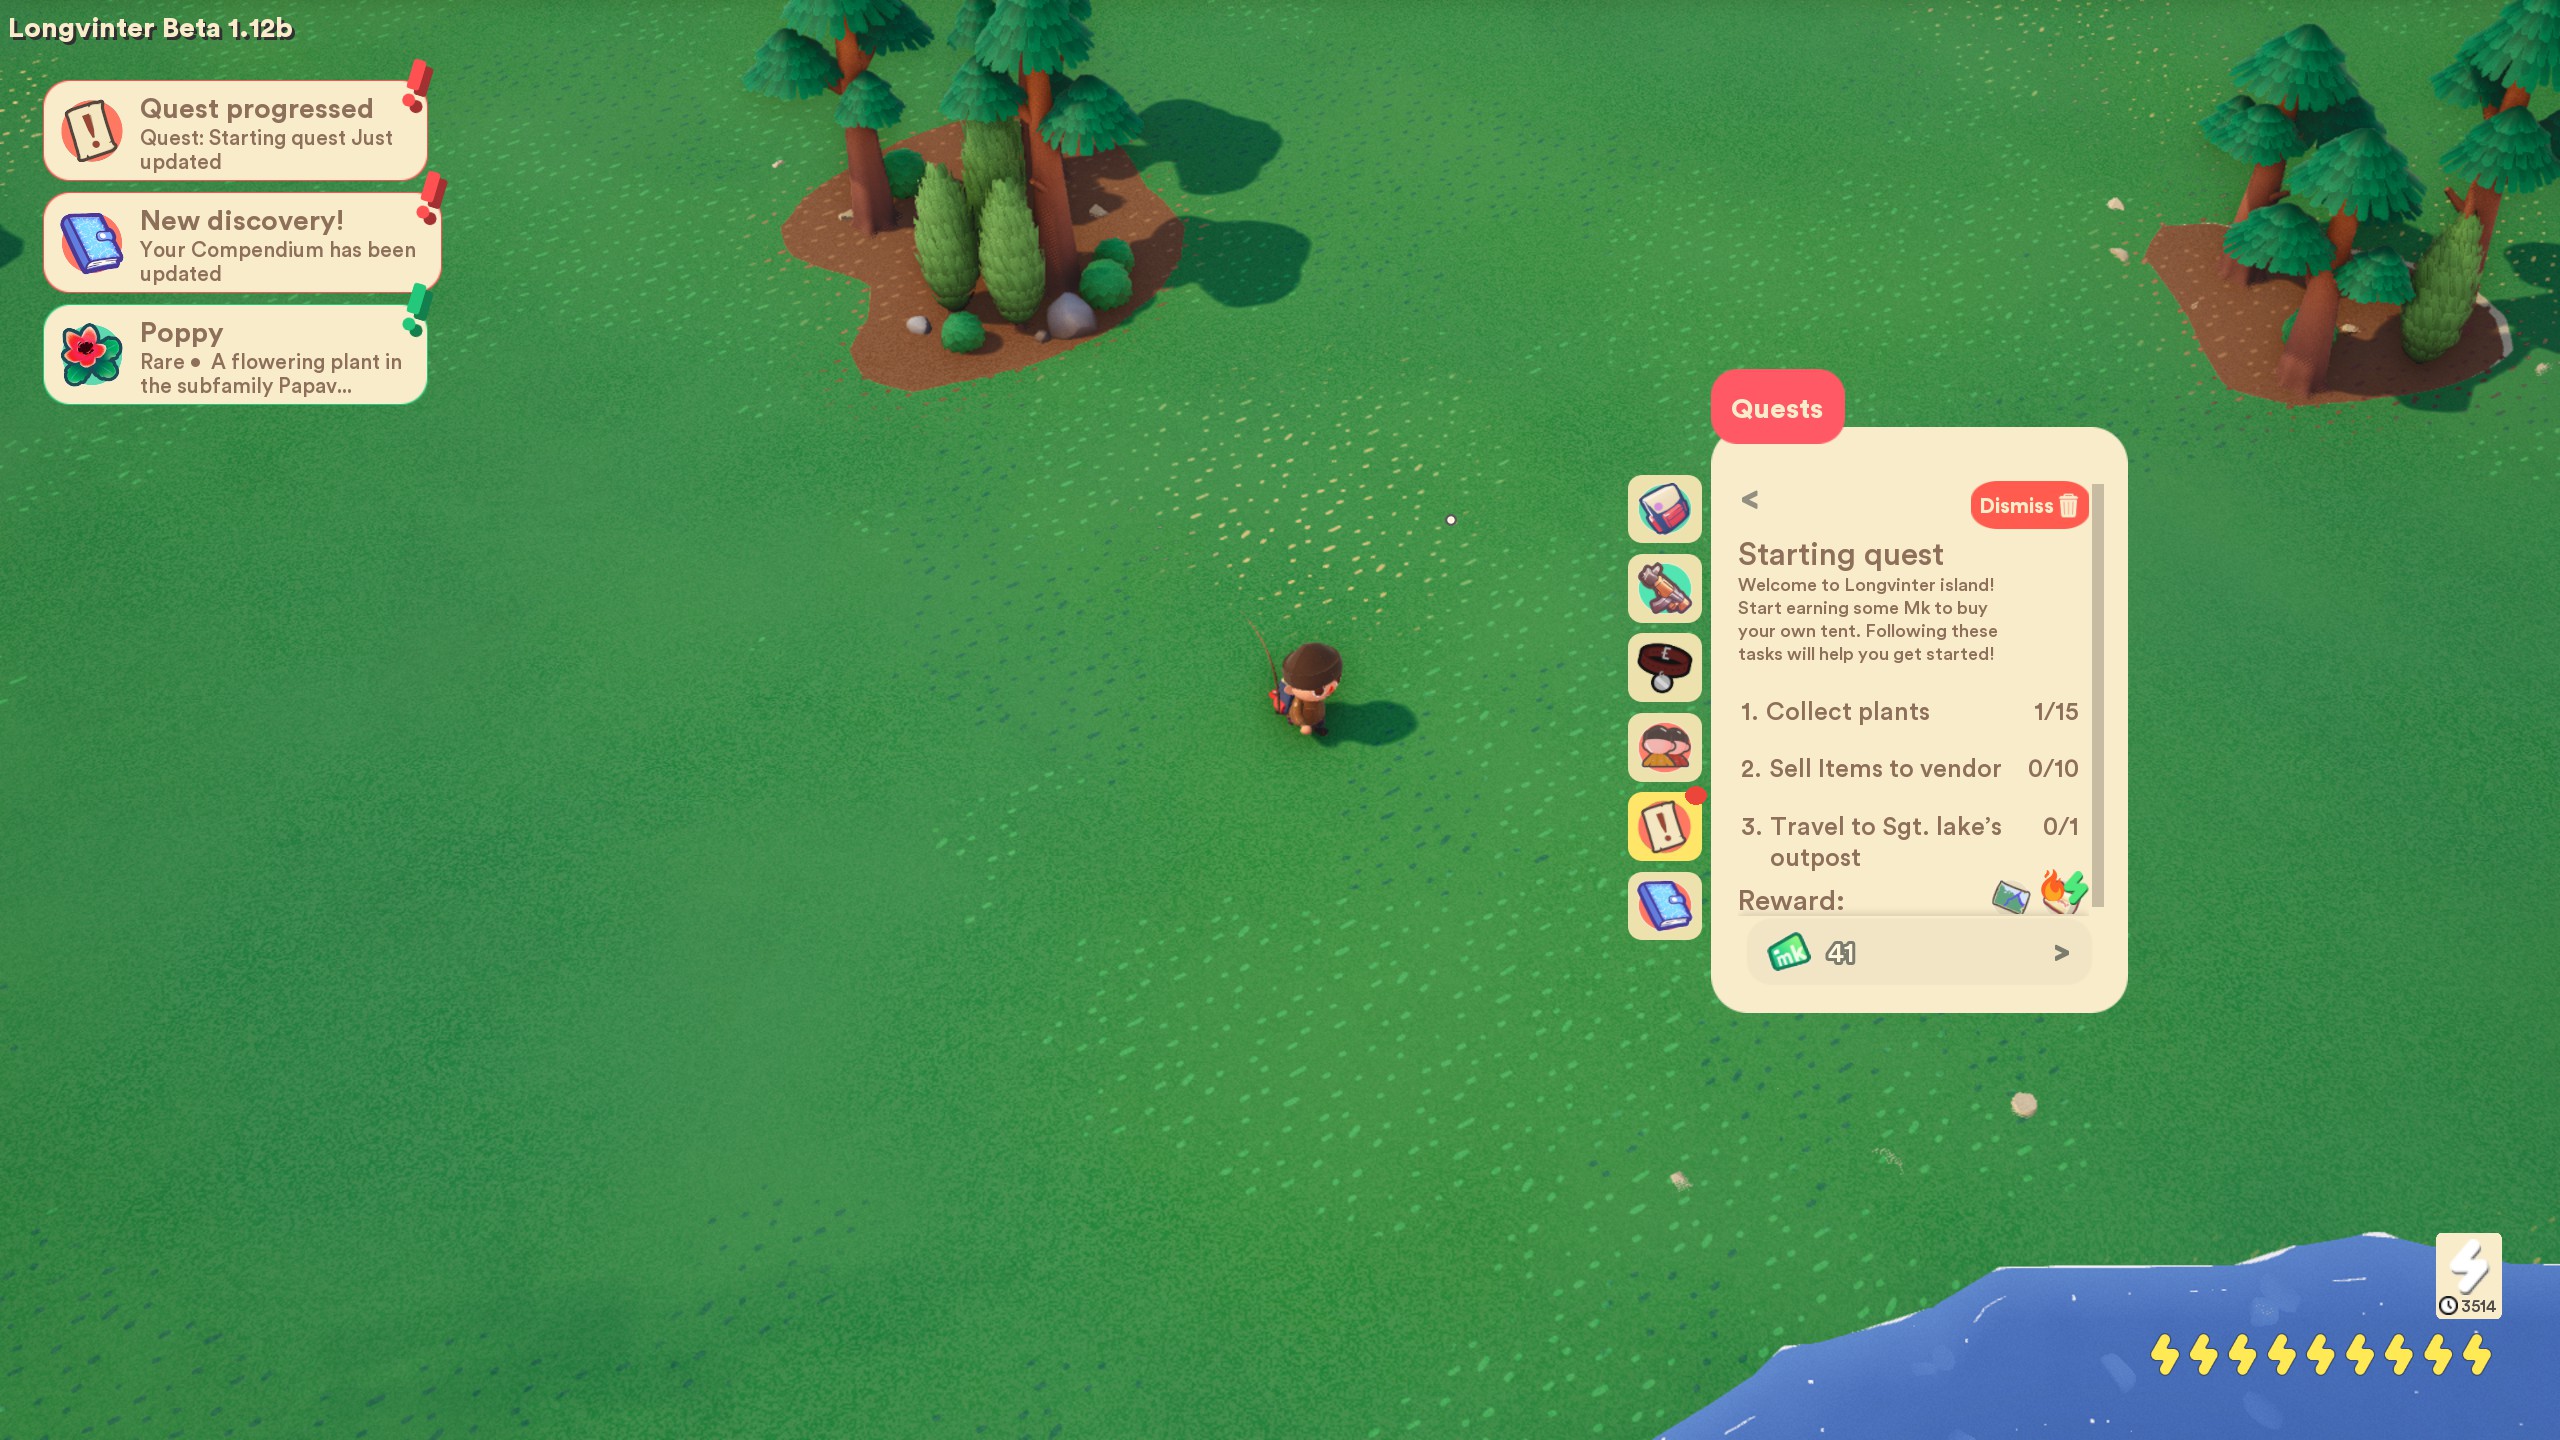 Longvinter Beta 1.12b
Quest progressed
Quest: Starting quest Just
updated
New discovery!
Your Compendium has been
updated
Poppy
Rare • A flowering plant in
the subfamily Papav...
Quests
<
Dismiss
Starting quest
Welcome to Longvinter island!
Start earning some Mk to buy
your own tent. Following these
tasks will help you get started!
1. Collect plants 1/15
2. Sell Items to vendor 0/10
3. Travel to Sgt. lake's 0/1
outpost
Reward:
mk 41 >
3514